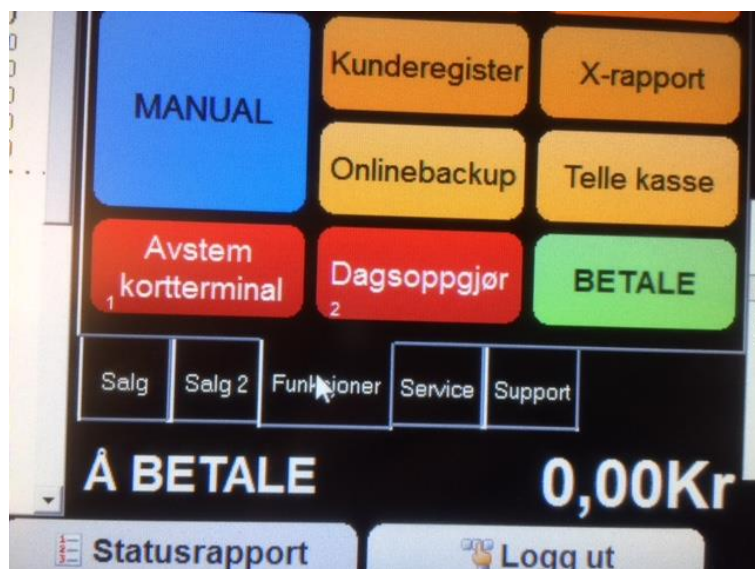 Kunderegister
X-rapport
MANUAL
Onlinebackup
Telle kasse
Avstem
kortterminal
1
Dagsoppgjør
2
BETALE
Salg
Salg 2
Funksjoner
Service
Support
Å BETALE
0,00Kr
Statusrapport
Logg ut